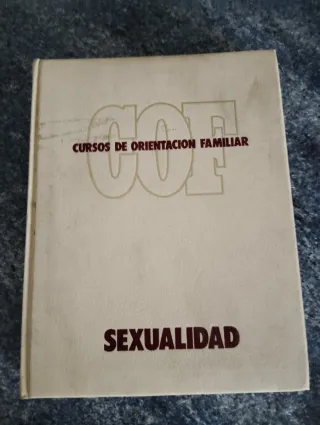 COF
CURSOS DE ORIENTACION FAMILIAR
SEXUALIDAD